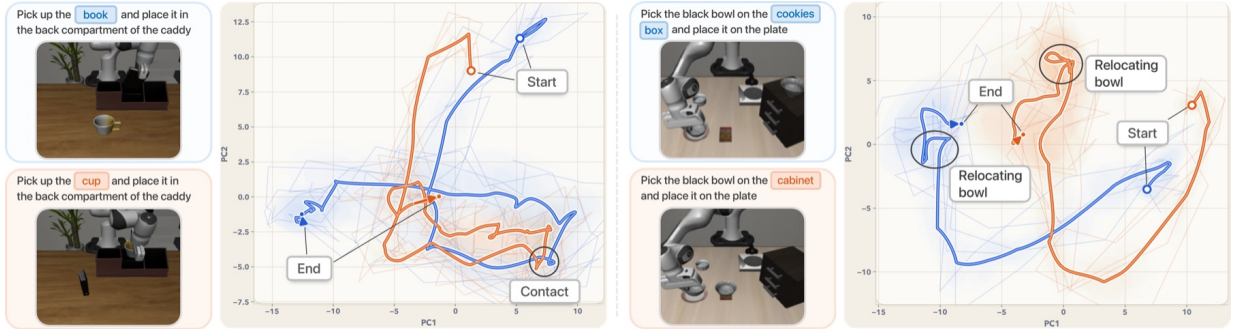 Pick up the book and place it in
the back compartment of the caddy
Pick up the cup and place it in
the back compartment of the caddy
12.5
10.0
7.5
5.0
2.5
0.0
−2.5
−5.0
−7.5
PC2
−15
−10
−5
0
5
10
PC1
Start
End
Contact
Pick the black bowl on the cookies
box and place it on the plate
Pick the black bowl on the cabinet
and place it on the plate
10
5
0
−5
−10
PC2
−15
−10
−5
0
5
10
PC1
End
Relocating
bowl
Start
Relocating
bowl